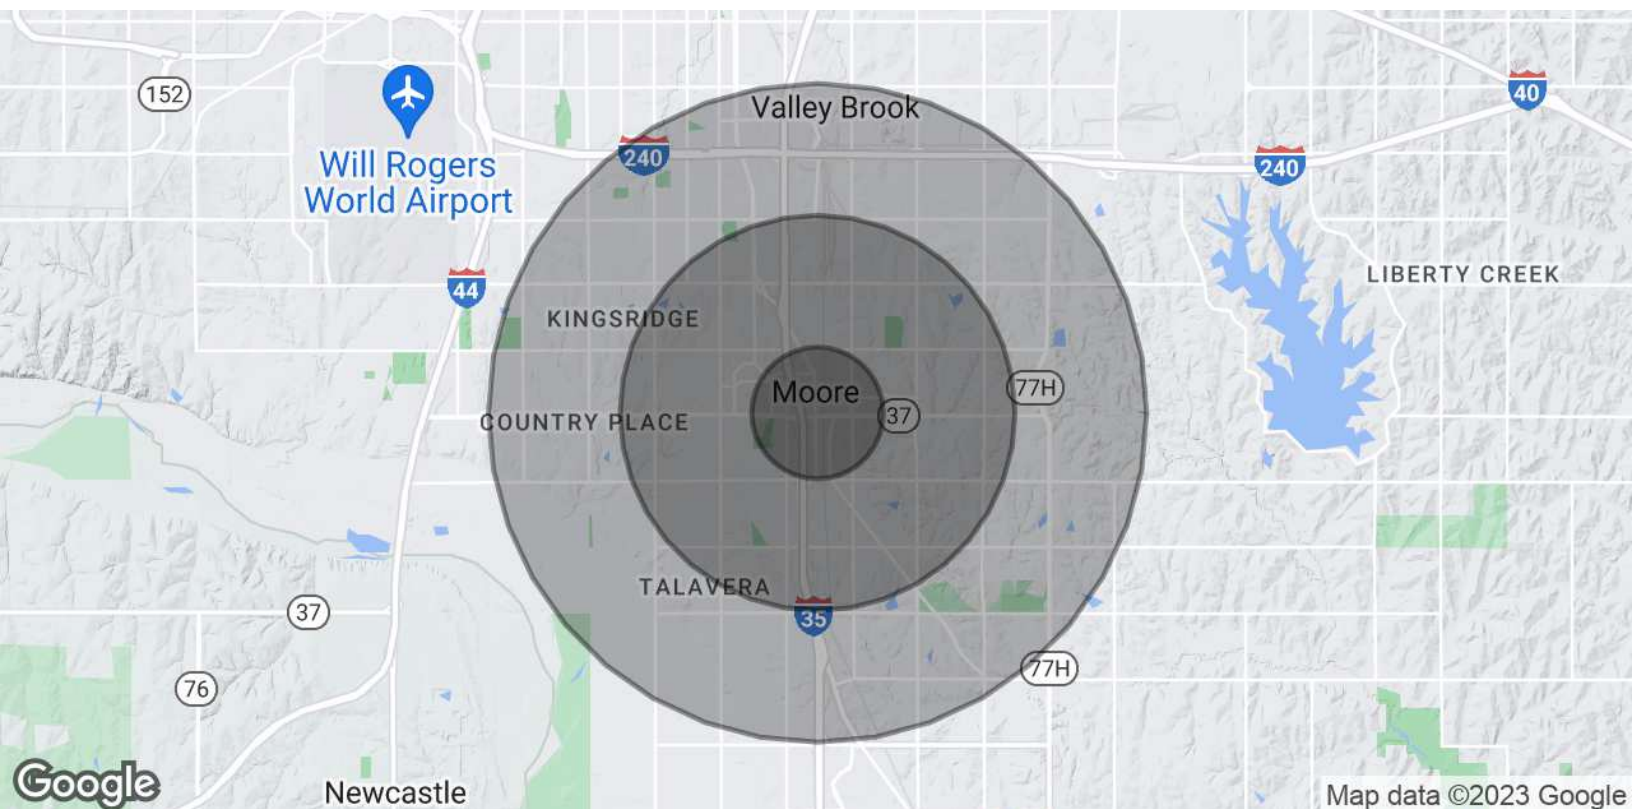 Valley Brook
152
40
240
240
Will Rogers
World Airport
LIBERTY CREEK
44
KINGSRIDGE
77H
Moore
37
COUNTRY PLACE
TALAVERA
37
35
77H
76
Google
Newcastle
Map data ©2023 Google